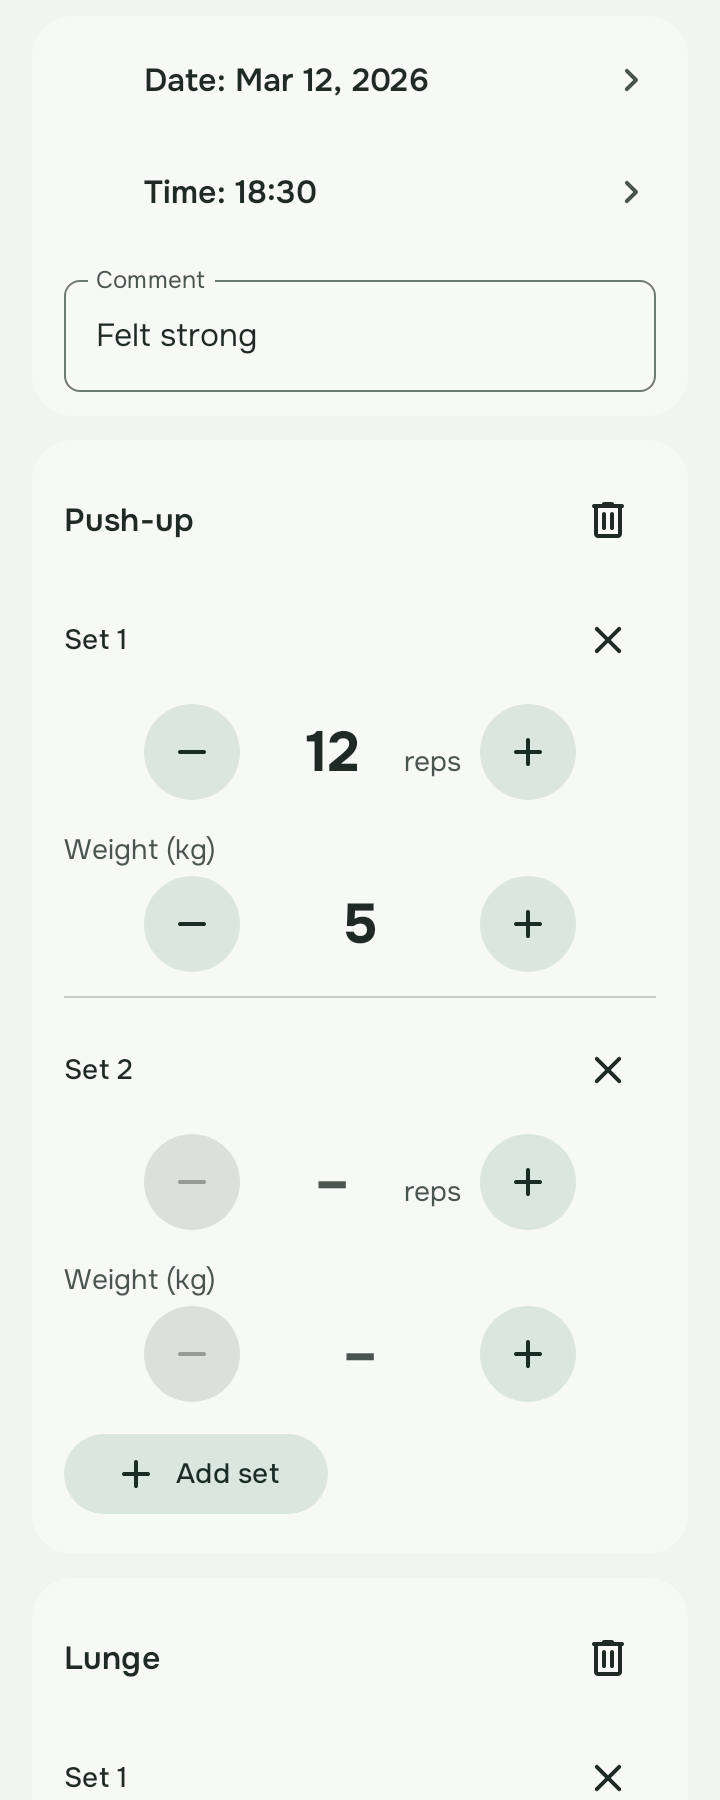 Date: Mar 12, 2026
Time: 18:30
Comment
Felt strong
Push-up
Set 1
12 reps
Weight (kg)
5
Set 2
– reps
Weight (kg)
–
Add set
Lunge
Set 1